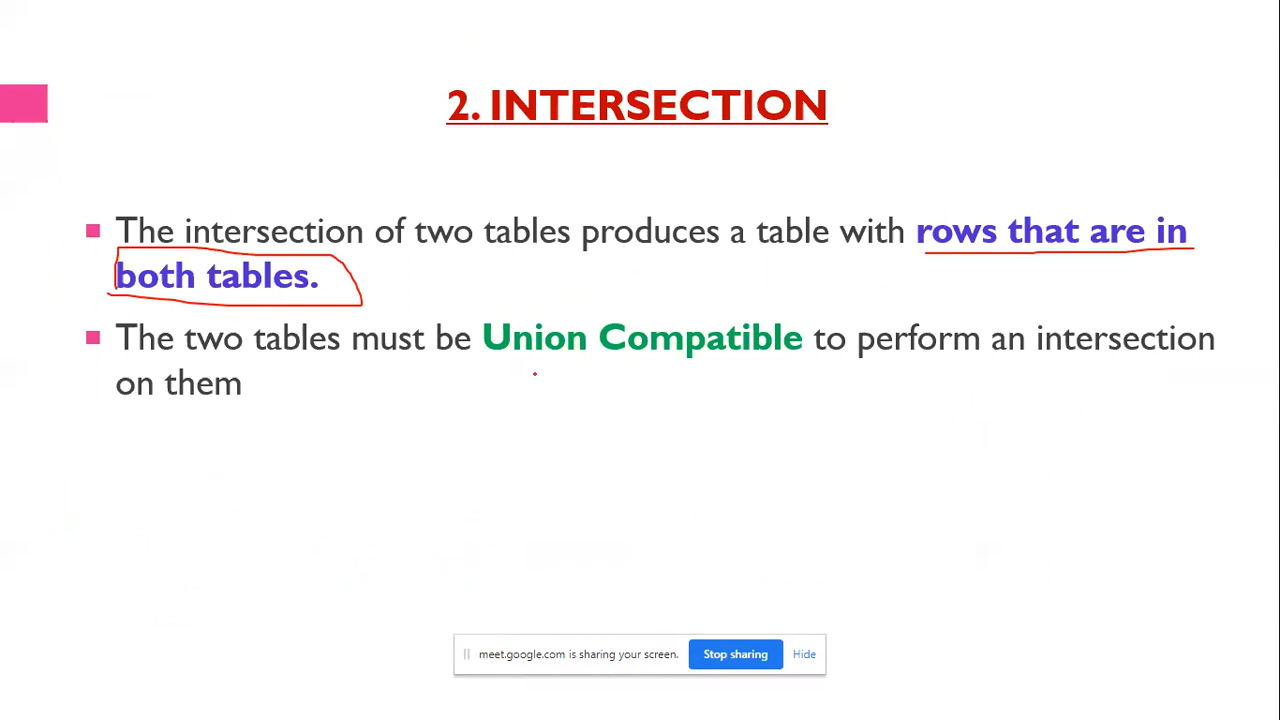 2. INTERSECTION
The intersection of two tables produces a table with rows that are in
both tables.
The two tables must be Union Compatible to perform an intersection
on them
meet.google.com is sharing your screen. Stop sharing Hide